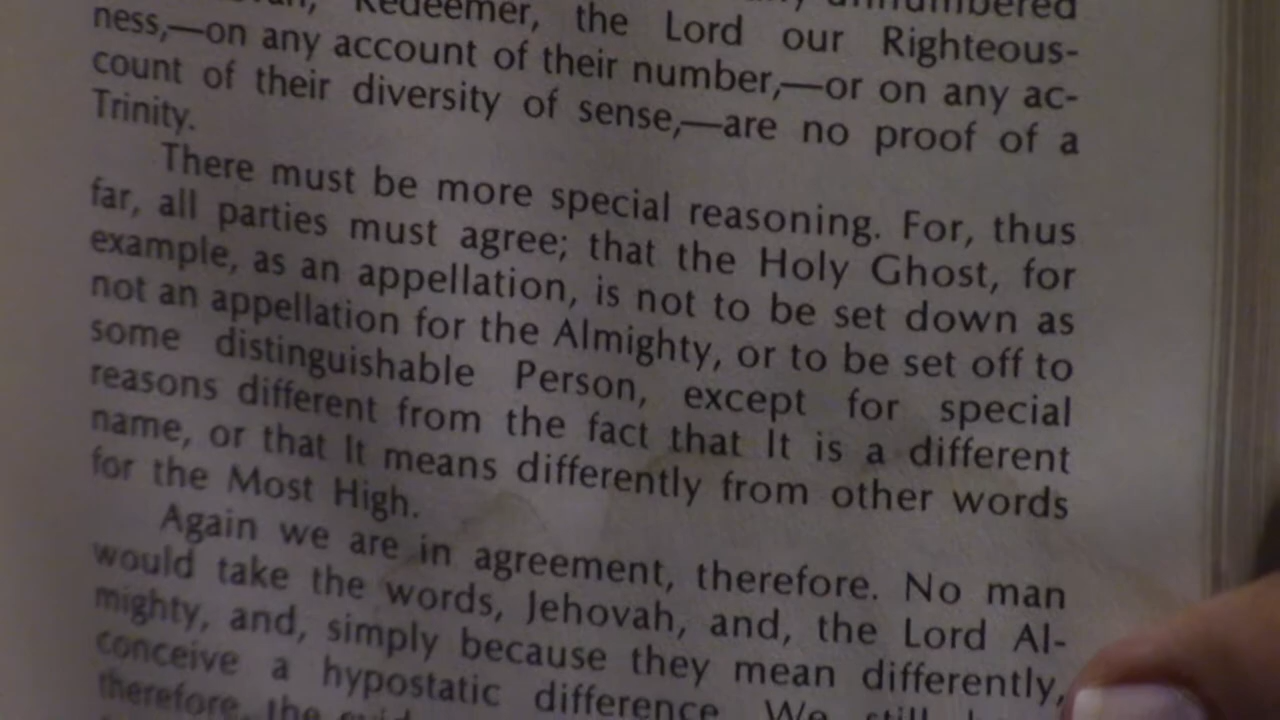 Redeemer, the Lord our Righteous-
ness,—on any account of their number,—or on any ac-
count of their diversity of sense,—are no proof of a
Trinity.
There must be more special reasoning. For, thus
far, all parties must agree; that the Holy Ghost, for
example, as an appellation, is not to be set down as
not an appellation for the Almighty, or to be set off to
some distinguishable Person, except for special
reasons different from the fact that It is a different
name, or that It means differently from other words
for the Most High.
Again we are in agreement, therefore. No man
would take the words, Jehovah, and, the Lord Al-
mighty, and, simply because they mean differently,
conceive a hypostatic difference. We still
therefore, the